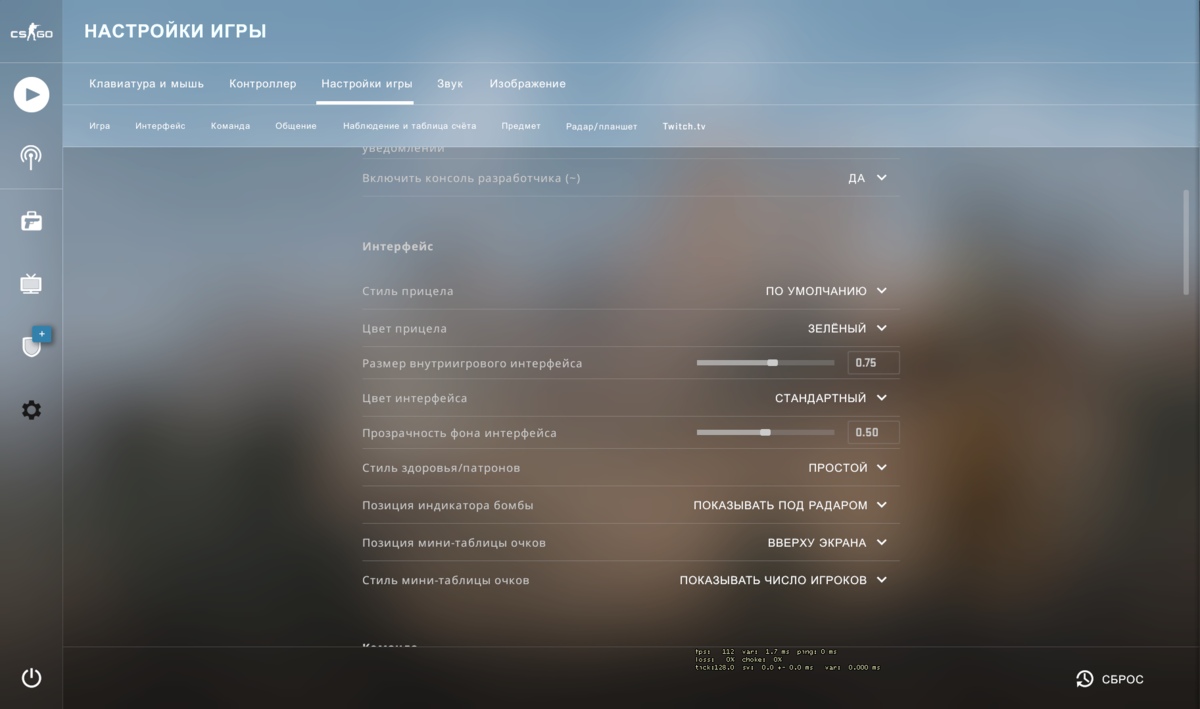 CS GO
НАСТРОЙКИ ИГРЫ
Клавиатура и мышь Контроллер Настройки игры Звук Изображение
Игра Интерфейс Команда Общение Наблюдение и таблица счёта Предмет Радар/планшет Twitch.tv
уведомлений
Включить консоль разработчика (~) ДА
Интерфейс
Стиль прицела ПО УМОЛЧАНИЮ
Цвет прицела ЗЕЛЁНЫЙ
Размер внутриигрового интерфейса 0.75
Цвет интерфейса СТАНДАРТНЫЙ
Прозрачность фона интерфейса 0.50
Стиль здоровья/патронов ПРОСТОЙ
Позиция индикатора бомбы ПОКАЗЫВАТЬ ПОД РАДАРОМ
Позиция мини-таблицы очков ВВЕРХУ ЭКРАНА
Стиль мини-таблицы очков ПОКАЗЫВАТЬ ЧИСЛО ИГРОКОВ
Команда
fps: 112 var: 1.7 ms ping: 0 ms
loss: 0% choke: 0%
tick:128.0 sv: 0.0 +- 0.0 ms var: 0.000 ms
СБРОС